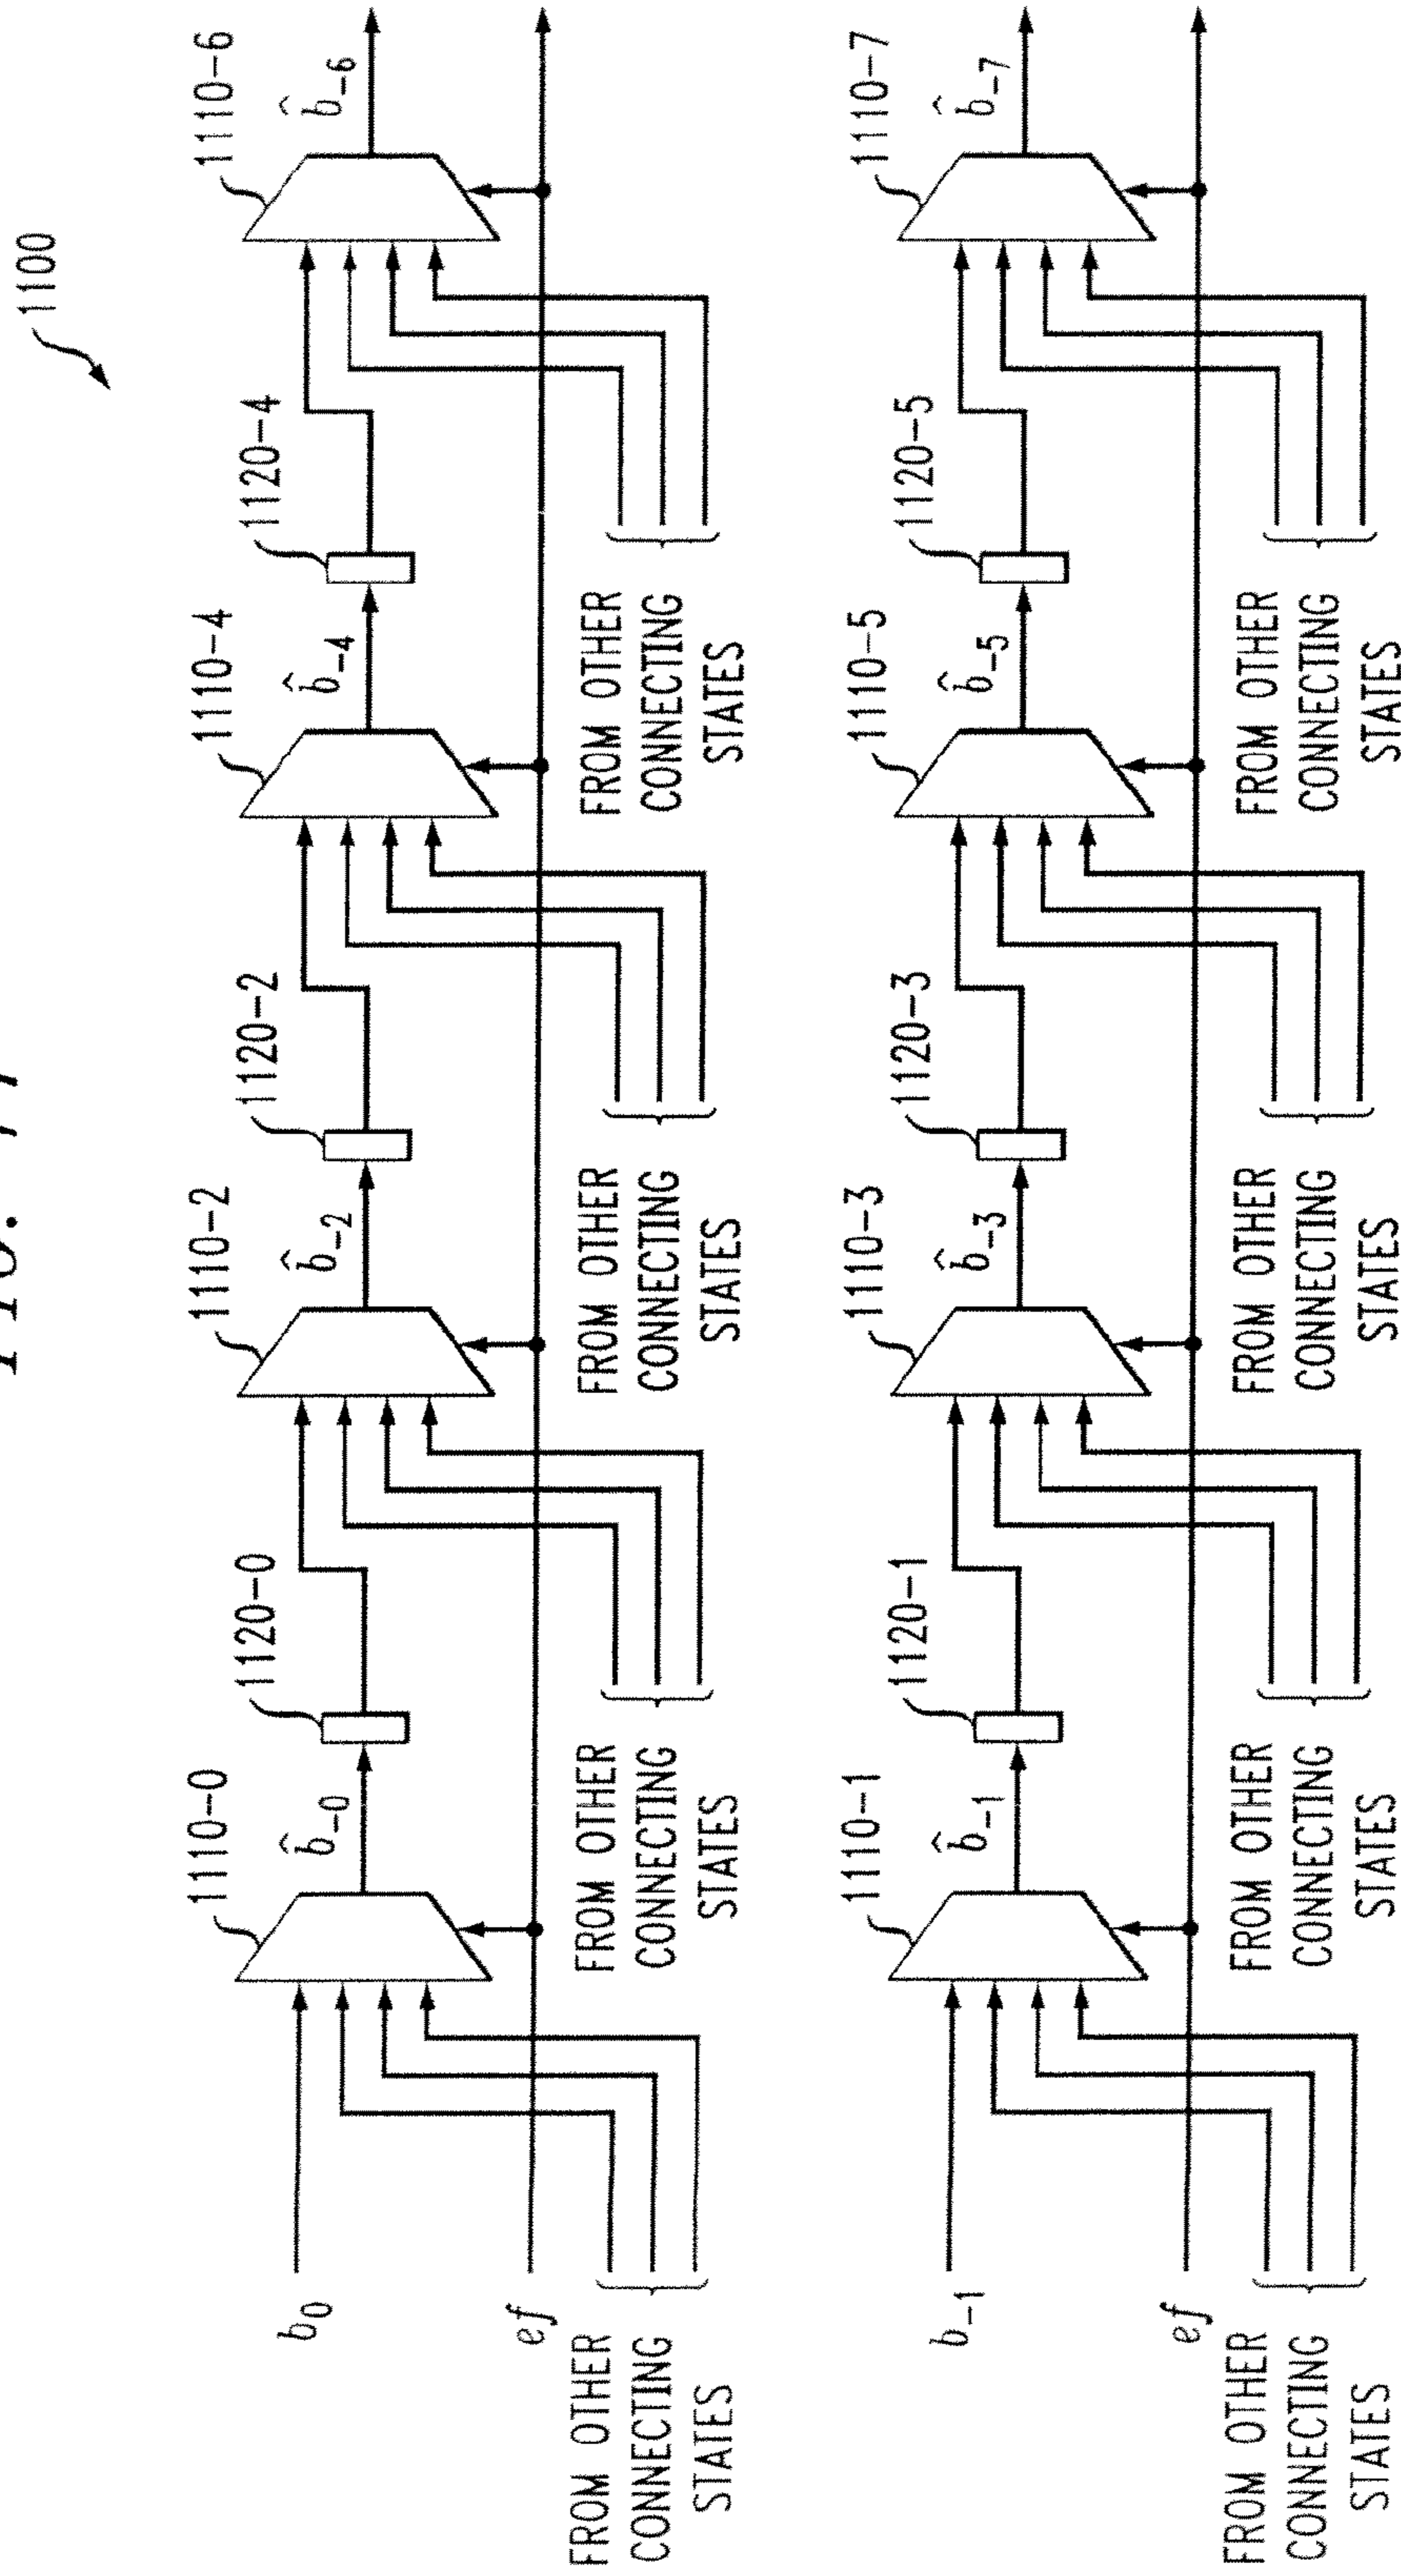 1100
1110-0
1120-0
1110-2
1120-2
1110-4
1120-4
1110-6
b₀
b̂₋₀
b̂₋₂
b̂₋₄
b̂₋₆
ef
FROM OTHER
CONNECTING
STATES
FROM OTHER
CONNECTING
STATES
FROM OTHER
CONNECTING
STATES
FROM OTHER
CONNECTING
STATES
1110-1
1120-1
1110-3
1120-3
1110-5
1120-5
1110-7
b₋₁
b̂₋₁
b̂₋₃
b̂₋₅
b̂₋₇
ef
FROM OTHER
CONNECTING
STATES
FROM OTHER
CONNECTING
STATES
FROM OTHER
CONNECTING
STATES
FROM OTHER
CONNECTING
STATES